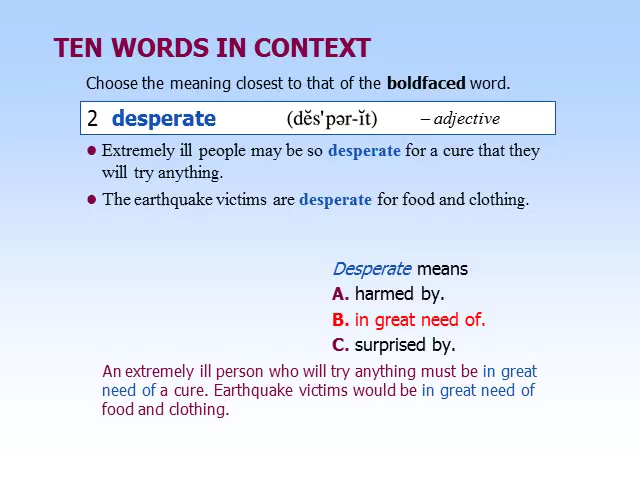 TEN WORDS IN CONTEXT
Choose the meaning closest to that of the boldfaced word.
2 desperate (dĕs'pər-ĭt) – adjective
● Extremely ill people may be so desperate for a cure that they
will try anything.
● The earthquake victims are desperate for food and clothing.
Desperate means
A. harmed by.
B. in great need of.
C. surprised by.
An extremely ill person who will try anything must be in great
need of a cure. Earthquake victims would be in great need of
food and clothing.